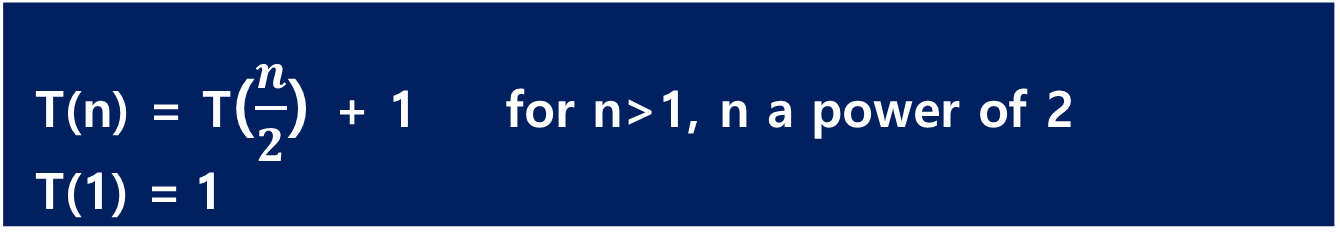 T(n) = T(n/2) + 1 for n>1, n a power of 2
T(1) = 1